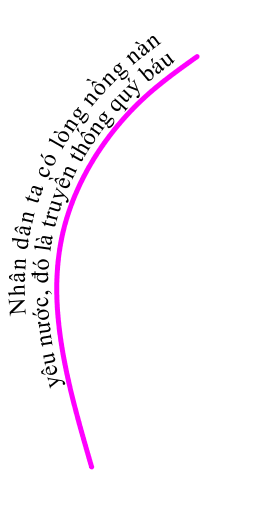 Nhân dân ta có lòng nồng nàn
yêu nước, đó là truyền thống quý báu